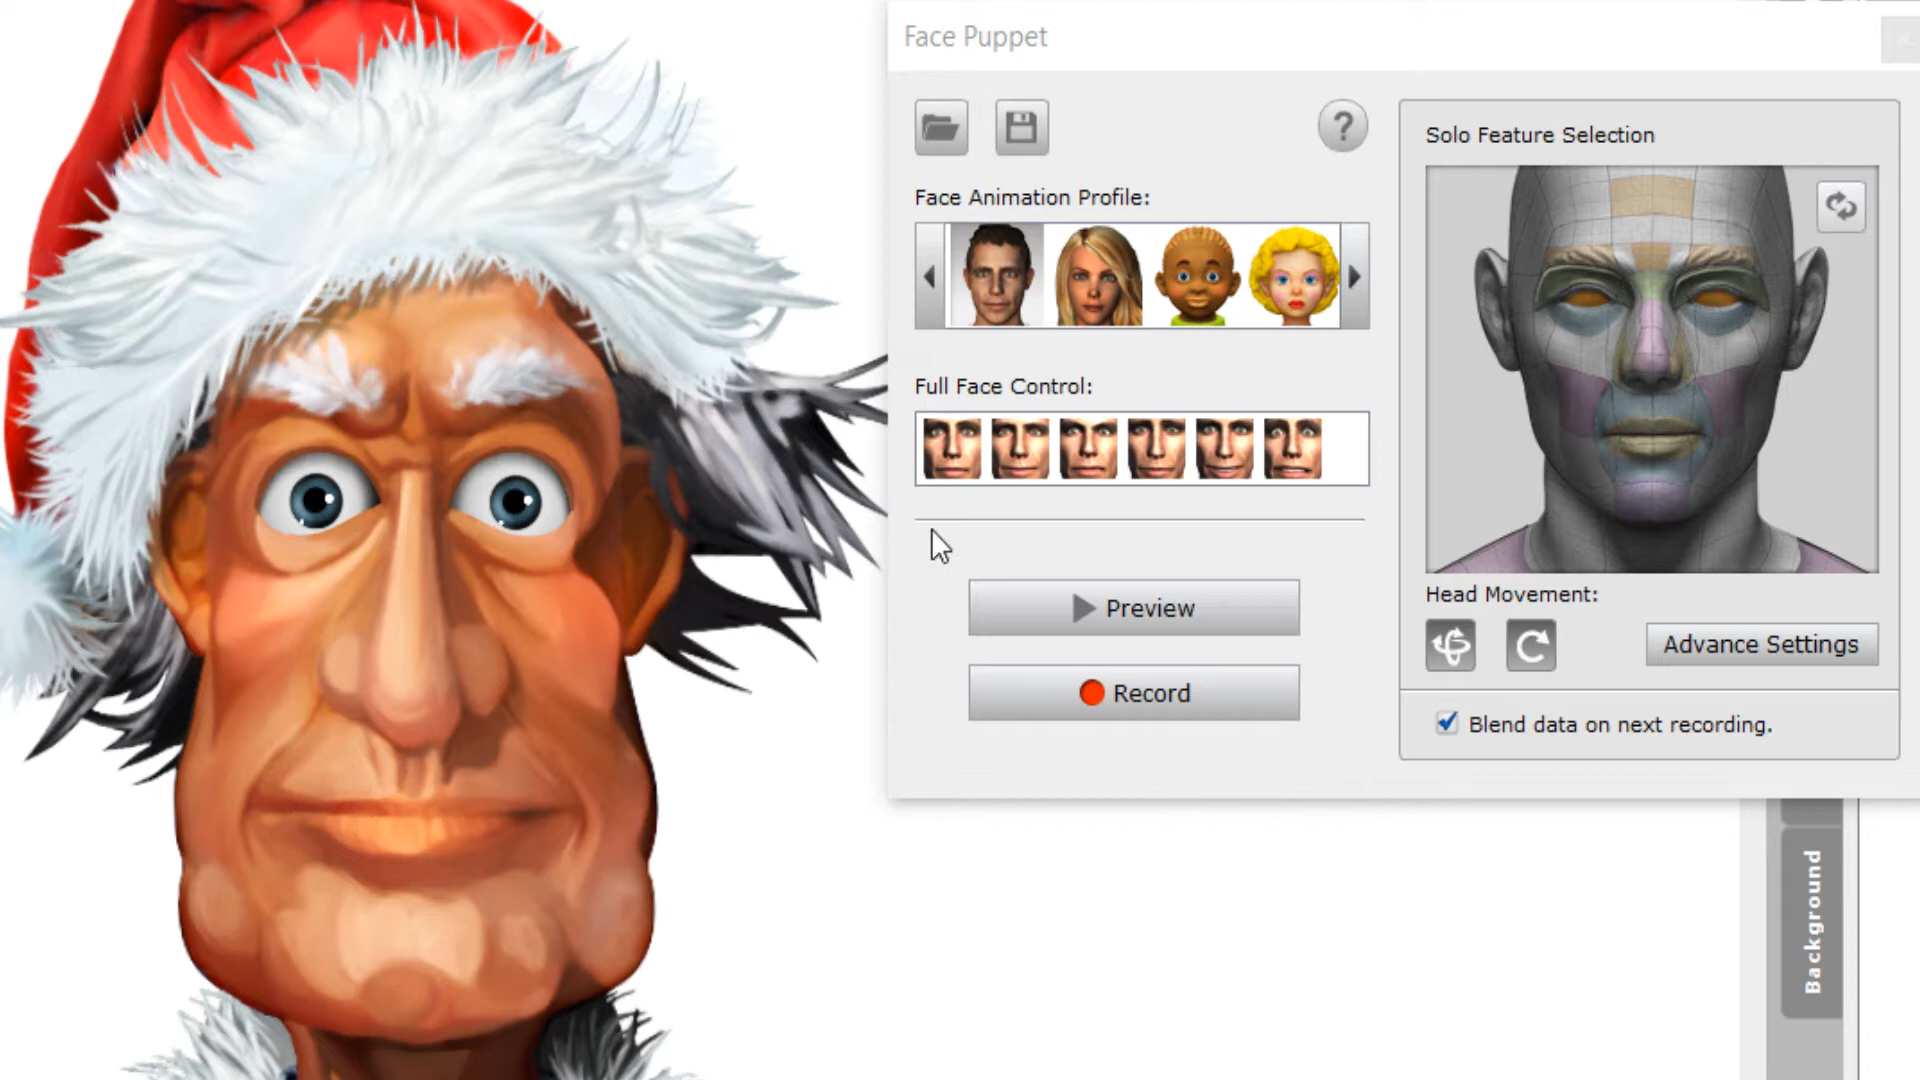 Face Puppet
?
Face Animation Profile:
Full Face Control:
Preview
Record
Solo Feature Selection
Head Movement:
Advance Settings
Blend data on next recording.
Background